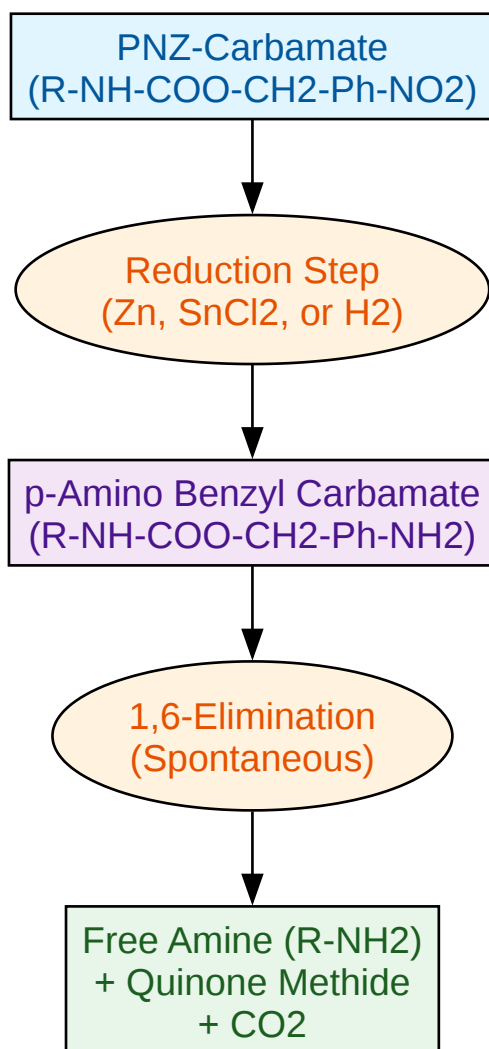 PNZ-Carbamate
(R-NH-COO-CH2-Ph-NO2)
Reduction Step
(Zn, SnCl2, or H2)
p-Amino Benzyl Carbamate
(R-NH-COO-CH2-Ph-NH2)
1,6-Elimination
(Spontaneous)
Free Amine (R-NH2)
+ Quinone Methide
+ CO2